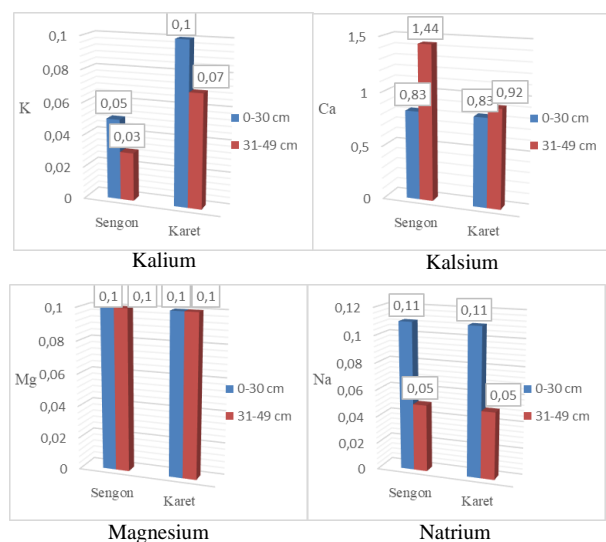 0,1
0,08
0,06
0,04
0,02
0
K
0,05
0,03
0,1
0,07
Sengon
Karet
0-30 cm
31-49 cm
Kalium
1,5
1
0,5
0
Ca
0,83
1,44
0,83
0,92
Sengon
Karet
0-30 cm
31-49 cm
Kalsium
0,1
0,08
0,06
0,04
0,02
0
Mg
0,1
0,1
0,1
0,1
Sengon
Karet
0-30 cm
31-49 cm
Magnesium
0,12
0,1
0,08
0,06
0,04
0,02
0
Na
0,11
0,05
0,11
0,05
Sengon
Karet
0-30 cm
31-49 cm
Natrium